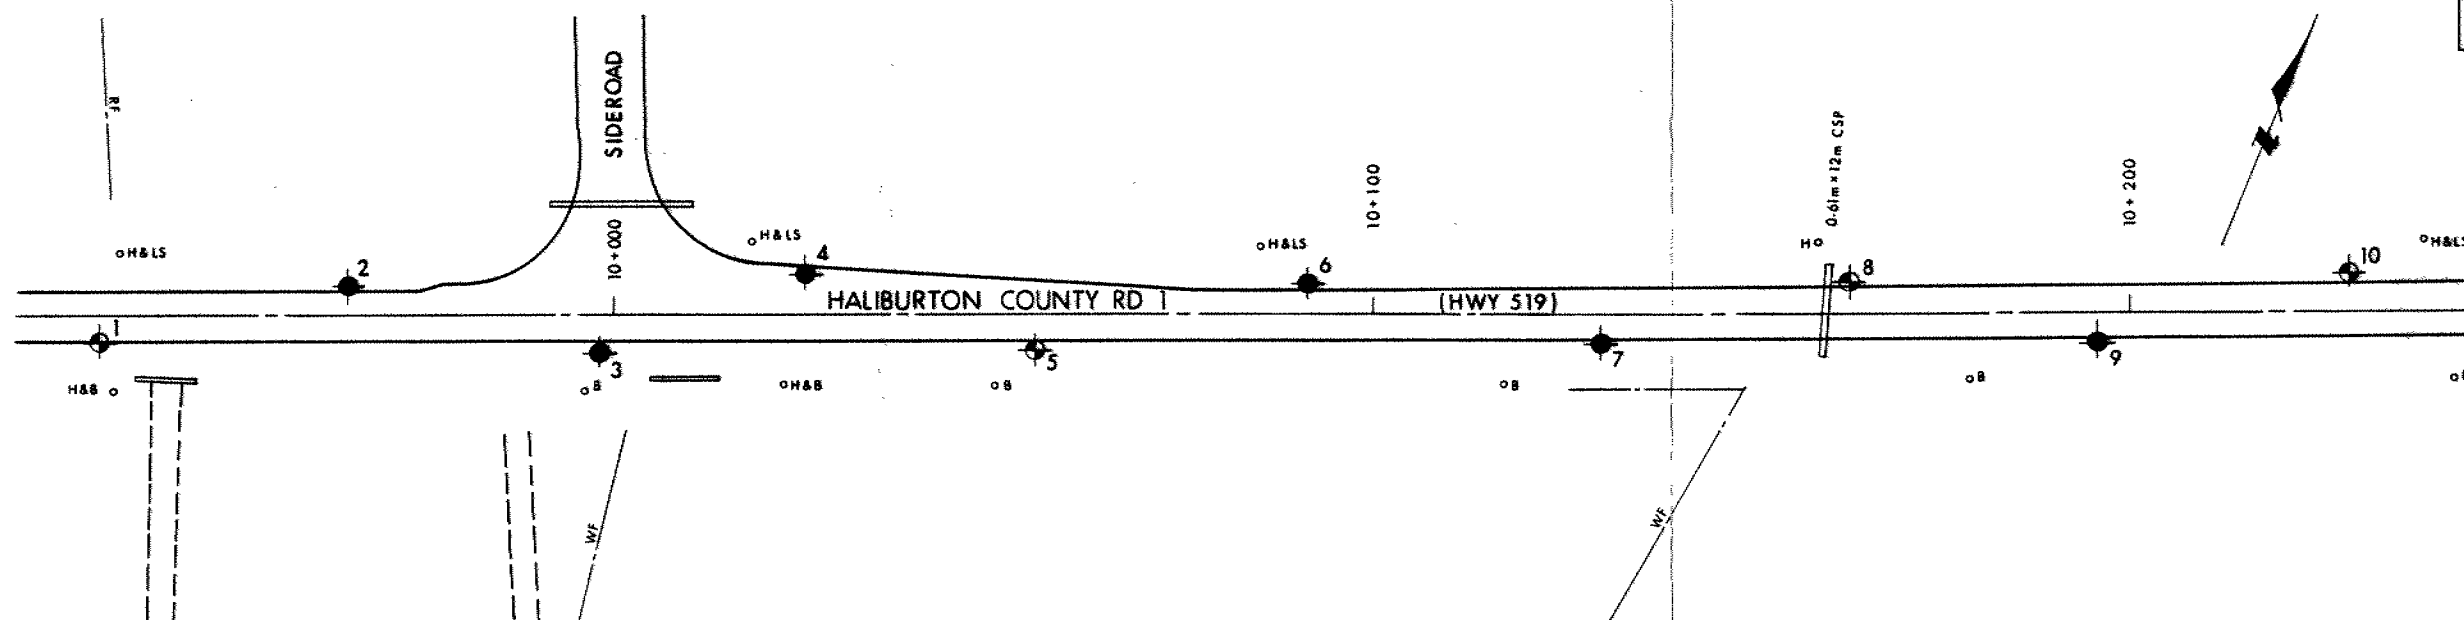 RF
SIDEROAD
10+000
10+100
0·61m × 12m CSP
10+200
N
H&LS
2
H&LS
4
H&LS
6
H
8
10
H&LS
HALIBURTON COUNTY RD 1
(HWY 519)
1
3
5
7
9
H&B
B
H&B
B
B
B
WF
WF